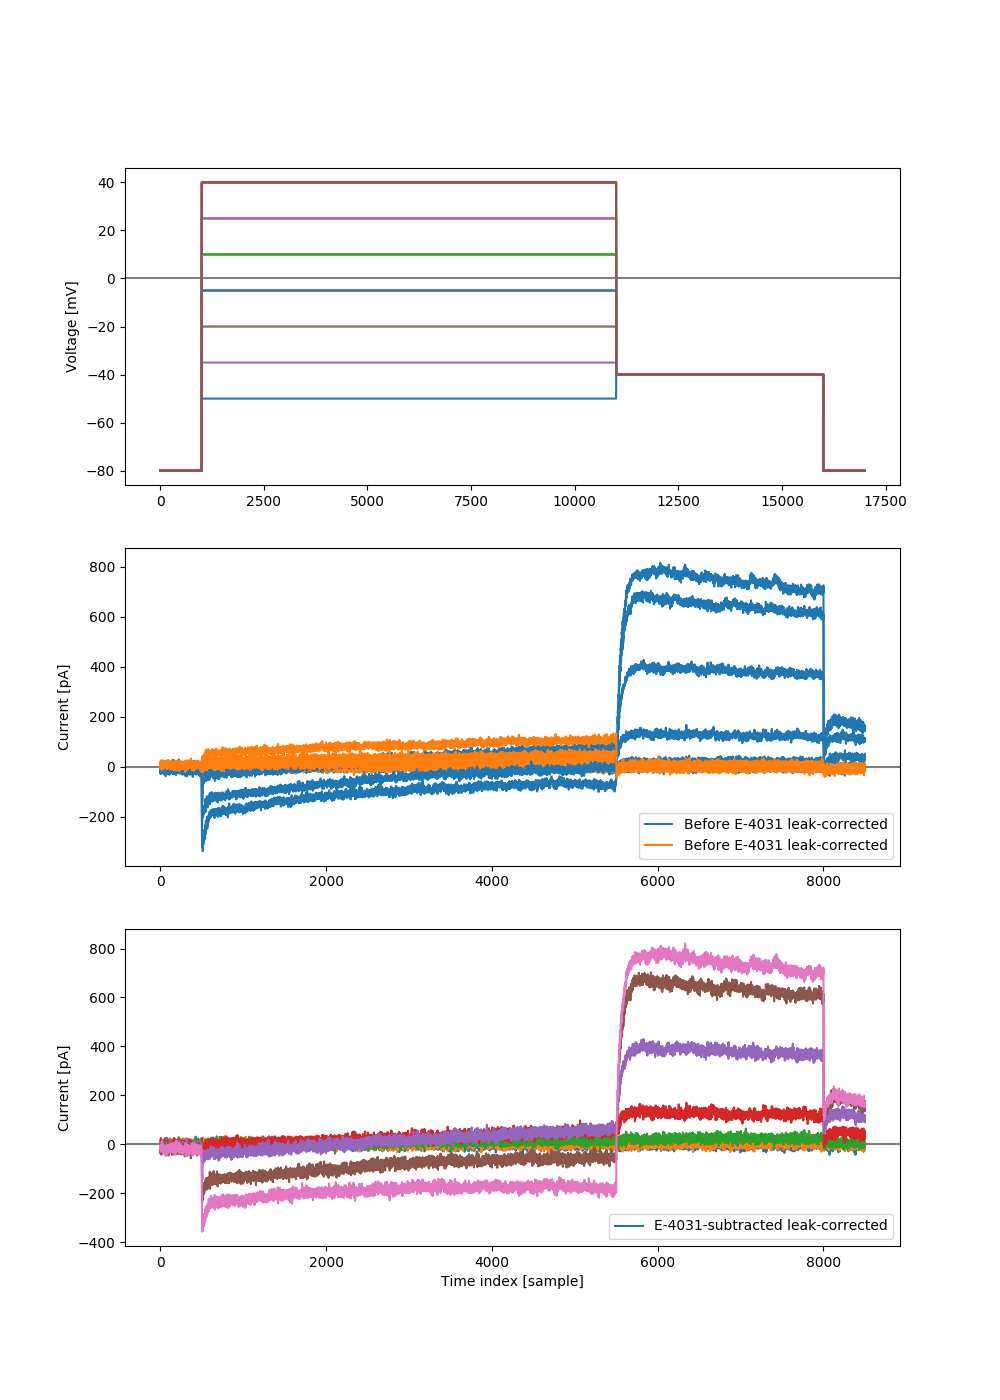 40
20
0
−20
−40
−60
−80
Voltage [mV]
0 2500 5000 7500 10000 12500 15000 17500
800
600
400
200
0
−200
Current [pA]
Before E-4031 leak-corrected
Before E-4031 leak-corrected
0 2000 4000 6000 8000
800
600
400
200
0
−200
−400
Current [pA]
E-4031-subtracted leak-corrected
0 2000 4000 6000 8000
Time index [sample]